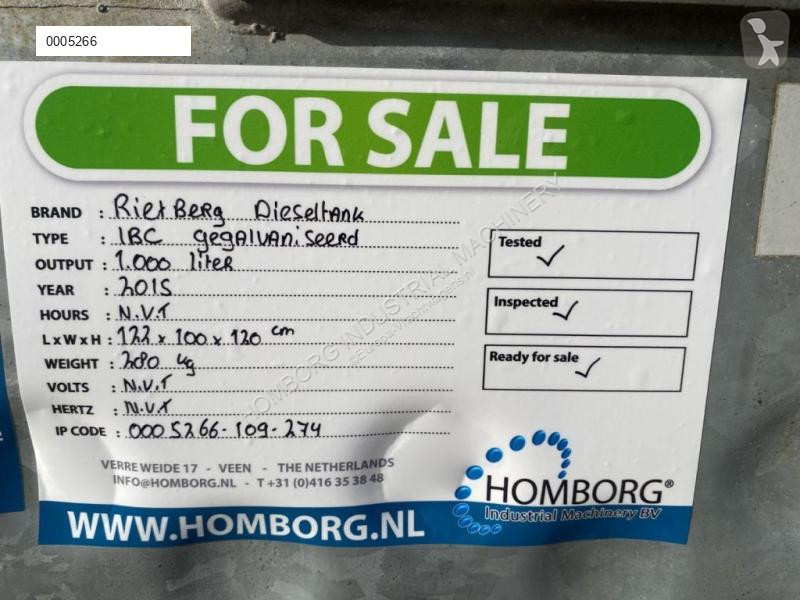 0005266
FOR SALE
BRAND : Rietberg Dieseltank
TYPE : IBC gegalvaniseerd
OUTPUT : 1.000 liter
YEAR : 2015
HOURS : N.V.T
L x W x H : 122 x 100 x 120 cm
WEIGHT : 280 kg
VOLTS : N.V.T
HERTZ : N.V.T
IP CODE : 0005266-109-274
Tested ✓
Inspected ✓
Ready for sale ✓
VERRE WEIDE 17 - VEEN - THE NETHERLANDS
INFO@HOMBORG.NL - T +31 (0)416 35 38 48
HOMBORG®
Industrial Machinery BV
WWW.HOMBORG.NL
HOMBORG INDUSTRIAL MACHINERY